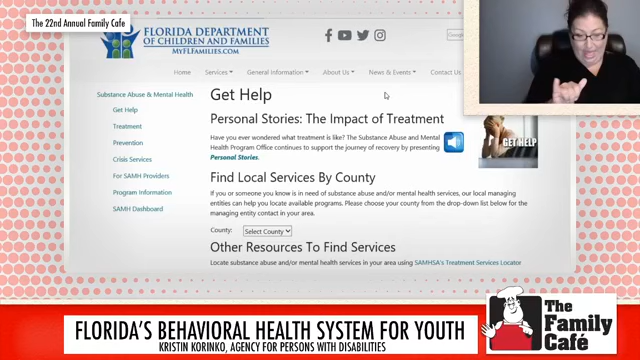 The 22nd Annual Family Cafe
FLORIDA DEPARTMENT
OF CHILDREN AND FAMILIES
MYFLFAMILIES.COM
Home Services General Information About Us News & Events Contact Us
Substance Abuse & Mental Health
Get Help
Treatment
Prevention
Crisis Services
For SAMH Providers
Program Information
SAMH Dashboard
Get Help
Personal Stories: The Impact of Treatment
Have you ever wondered what treatment is like? The Substance Abuse and Mental
Health Program Office continues to support the journey of recovery by presenting
Personal Stories.
GET HELP
Find Local Services By County
If you or someone you know is in need of substance abuse and/or mental health services, our local managing
entities can help you locate available programs. Please choose your county from the drop-down list below for the
managing entity contact in your area.
County: Select County
Other Resources To Find Services
Locate substance abuse and/or mental health services in your area using SAMHSA's Treatment Services Locator
FLORIDA'S BEHAVIORAL HEALTH SYSTEM FOR YOUTH
KRISTIN KORINKO, AGENCY FOR PERSONS WITH DISABILITIES
The
Family
Café